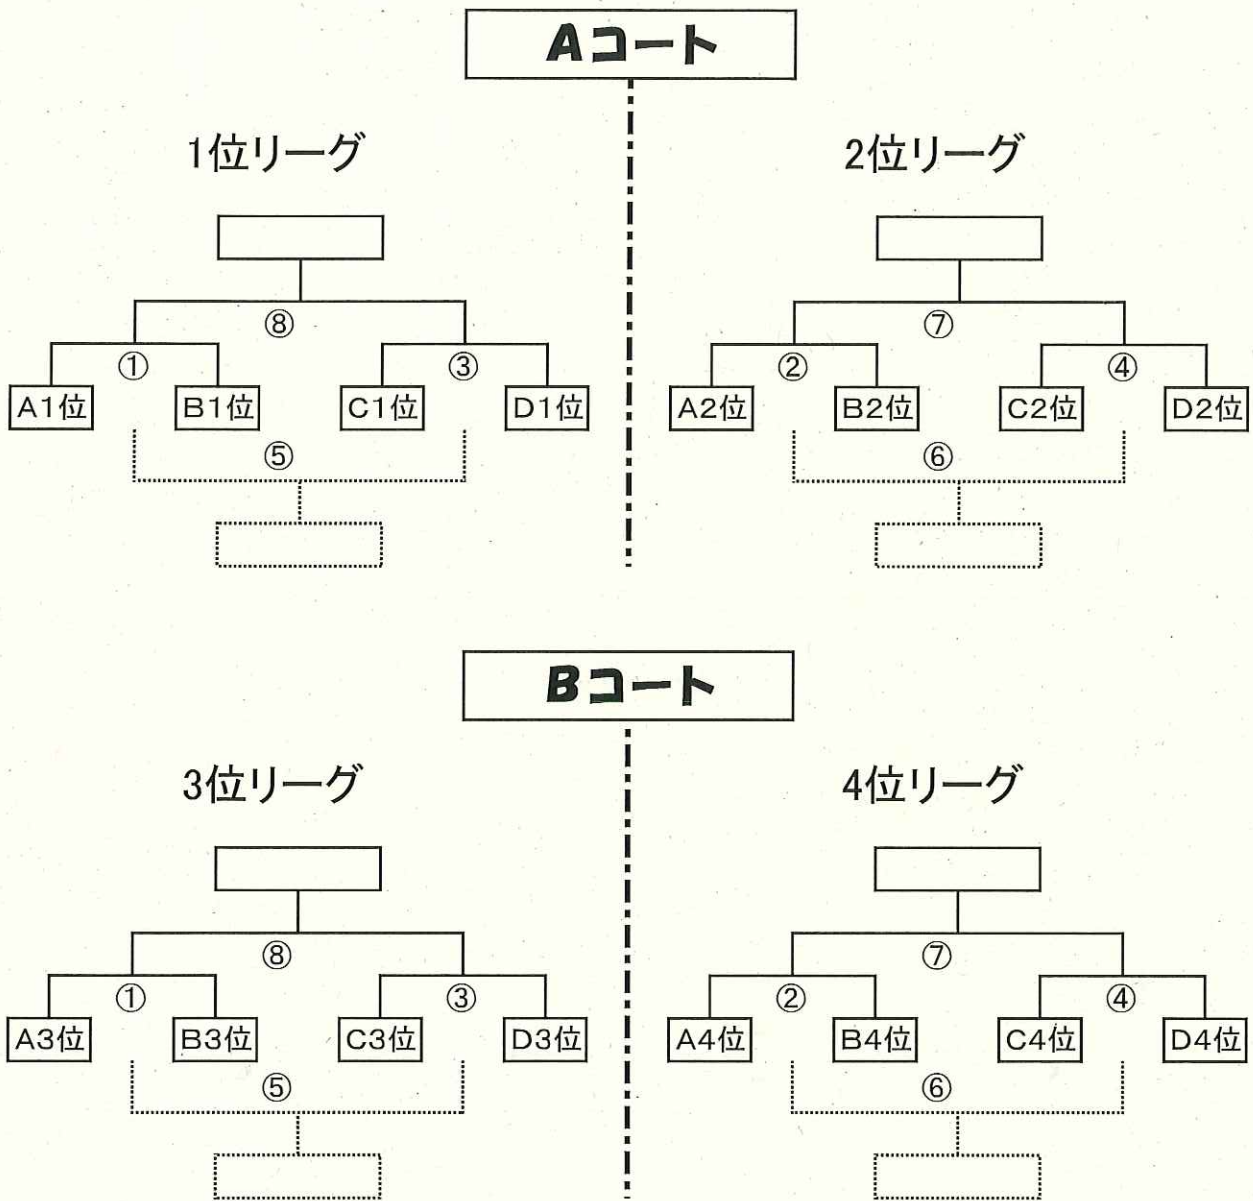 Aコート
1位リーグ
2位リーグ
⑧
⑦
①
③
②
④
A1位
B1位
C1位
D1位
A2位
B2位
C2位
D2位
⑤
⑥
Bコート
3位リーグ
4位リーグ
⑧
⑦
①
③
②
④
A3位
B3位
C3位
D3位
A4位
B4位
C4位
D4位
⑤
⑥